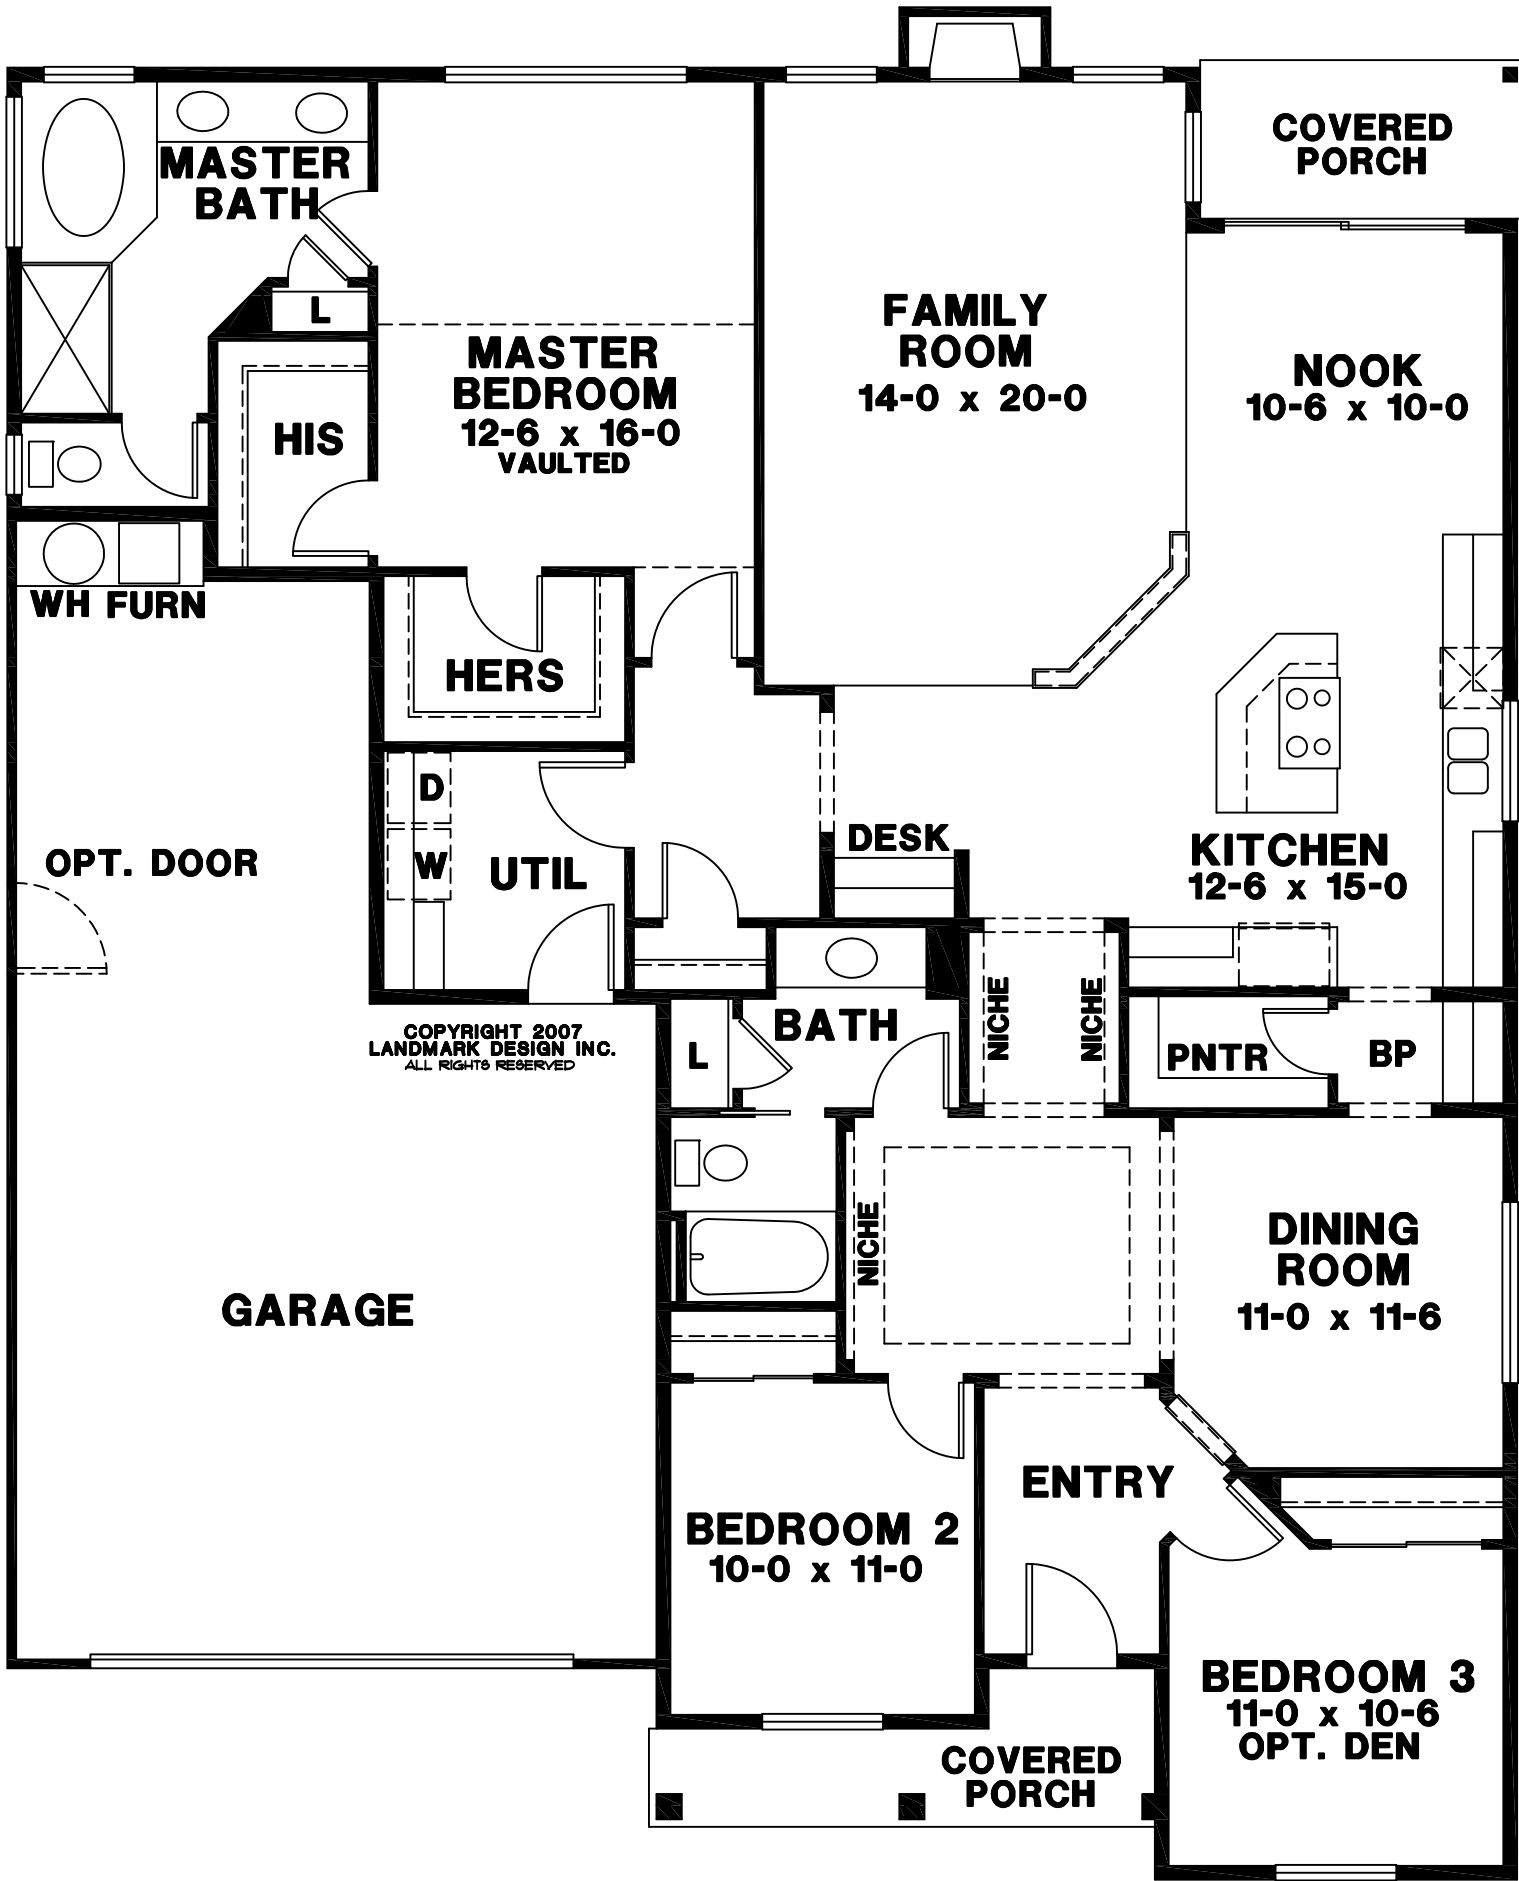 COVERED
PORCH
MASTER
BATH
L
FAMILY
ROOM
14-0 x 20-0
MASTER
BEDROOM
12-6 x 16-0
VAULTED
NOOK
10-6 x 10-0
HIS
WH FURN
HERS
D
W
UTIL
OPT. DOOR
DESK
KITCHEN
12-6 x 15-0
COPYRIGHT 2007
LANDMARK DESIGN INC.
ALL RIGHTS RESERVED
L
BATH
NICHE
NICHE
PNTR
BP
NICHE
DINING
ROOM
11-0 x 11-6
GARAGE
ENTRY
BEDROOM 2
10-0 x 11-0
BEDROOM 3
11-0 x 10-6
OPT. DEN
COVERED
PORCH